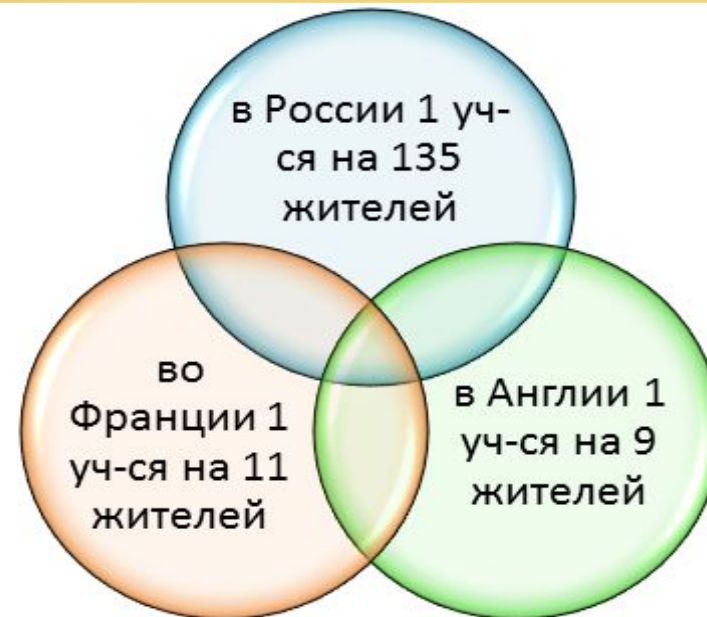 в России 1 уч-
ся на 135
жителей
во
Франции 1
уч-ся на 11
жителей
в Англии 1
уч-ся на 9
жителей